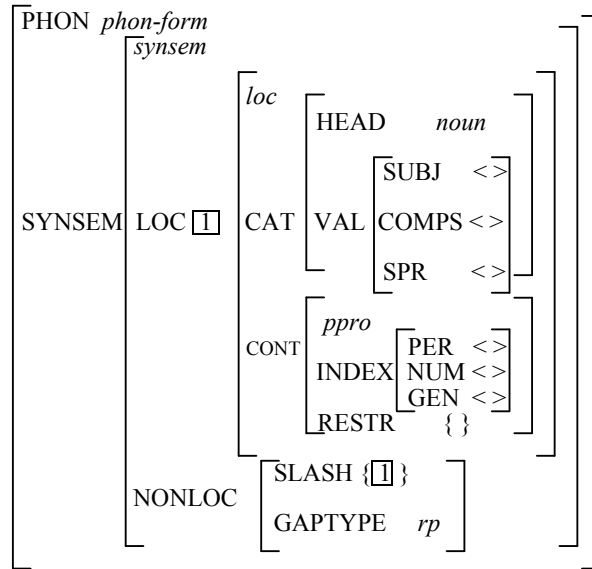 PHON phon-form
synsem
loc
HEAD noun
SUBJ < >
SYNSEM LOC 1 CAT VAL COMPS < >
SPR < >
ppro
PER < >
CONT INDEX NUM < >
GEN < >
RESTR { }
SLASH { 1 }
NONLOC
GAPTYPE rp